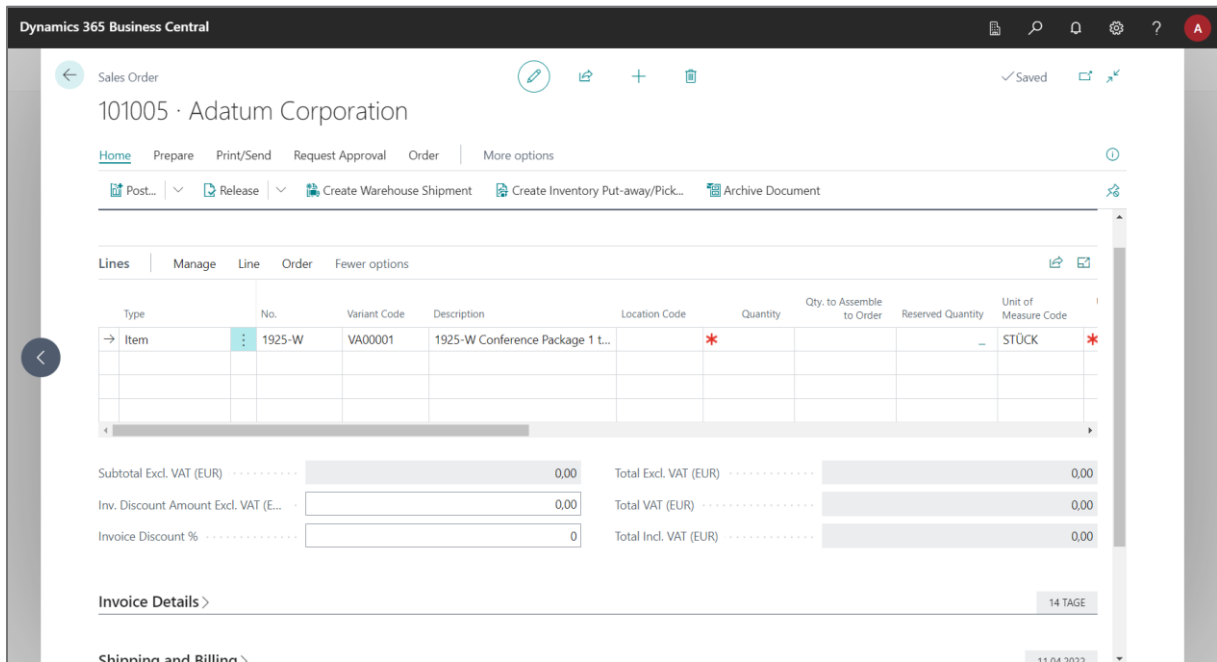 Dynamics 365 Business Central
?
A
Sales Order
Saved
101005 · Adatum Corporation
Home Prepare Print/Send Request Approval Order More options
Post... Release Create Warehouse Shipment Create Inventory Put-away/Pick... Archive Document
Lines Manage Line Order Fewer options
Type No. Variant Code Description Location Code Quantity Qty. to Assemble to Order Reserved Quantity Unit of Measure Code
Item 1925-W VA00001 1925-W Conference Package 1 t... * _ STÜCK *
Subtotal Excl. VAT (EUR) 0,00 Total Excl. VAT (EUR) 0,00
Inv. Discount Amount Excl. VAT (E... 0,00 Total VAT (EUR) 0,00
Invoice Discount % 0 Total Incl. VAT (EUR) 0,00
Invoice Details 14 TAGE
Shipping and Billing 11.04.2022